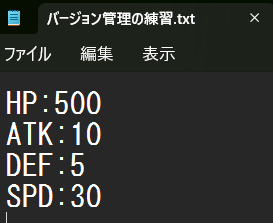 バージョン管理の練習.txt
ファイル 編集 表示
HP:500
ATK:10
DEF:5
SPD:30